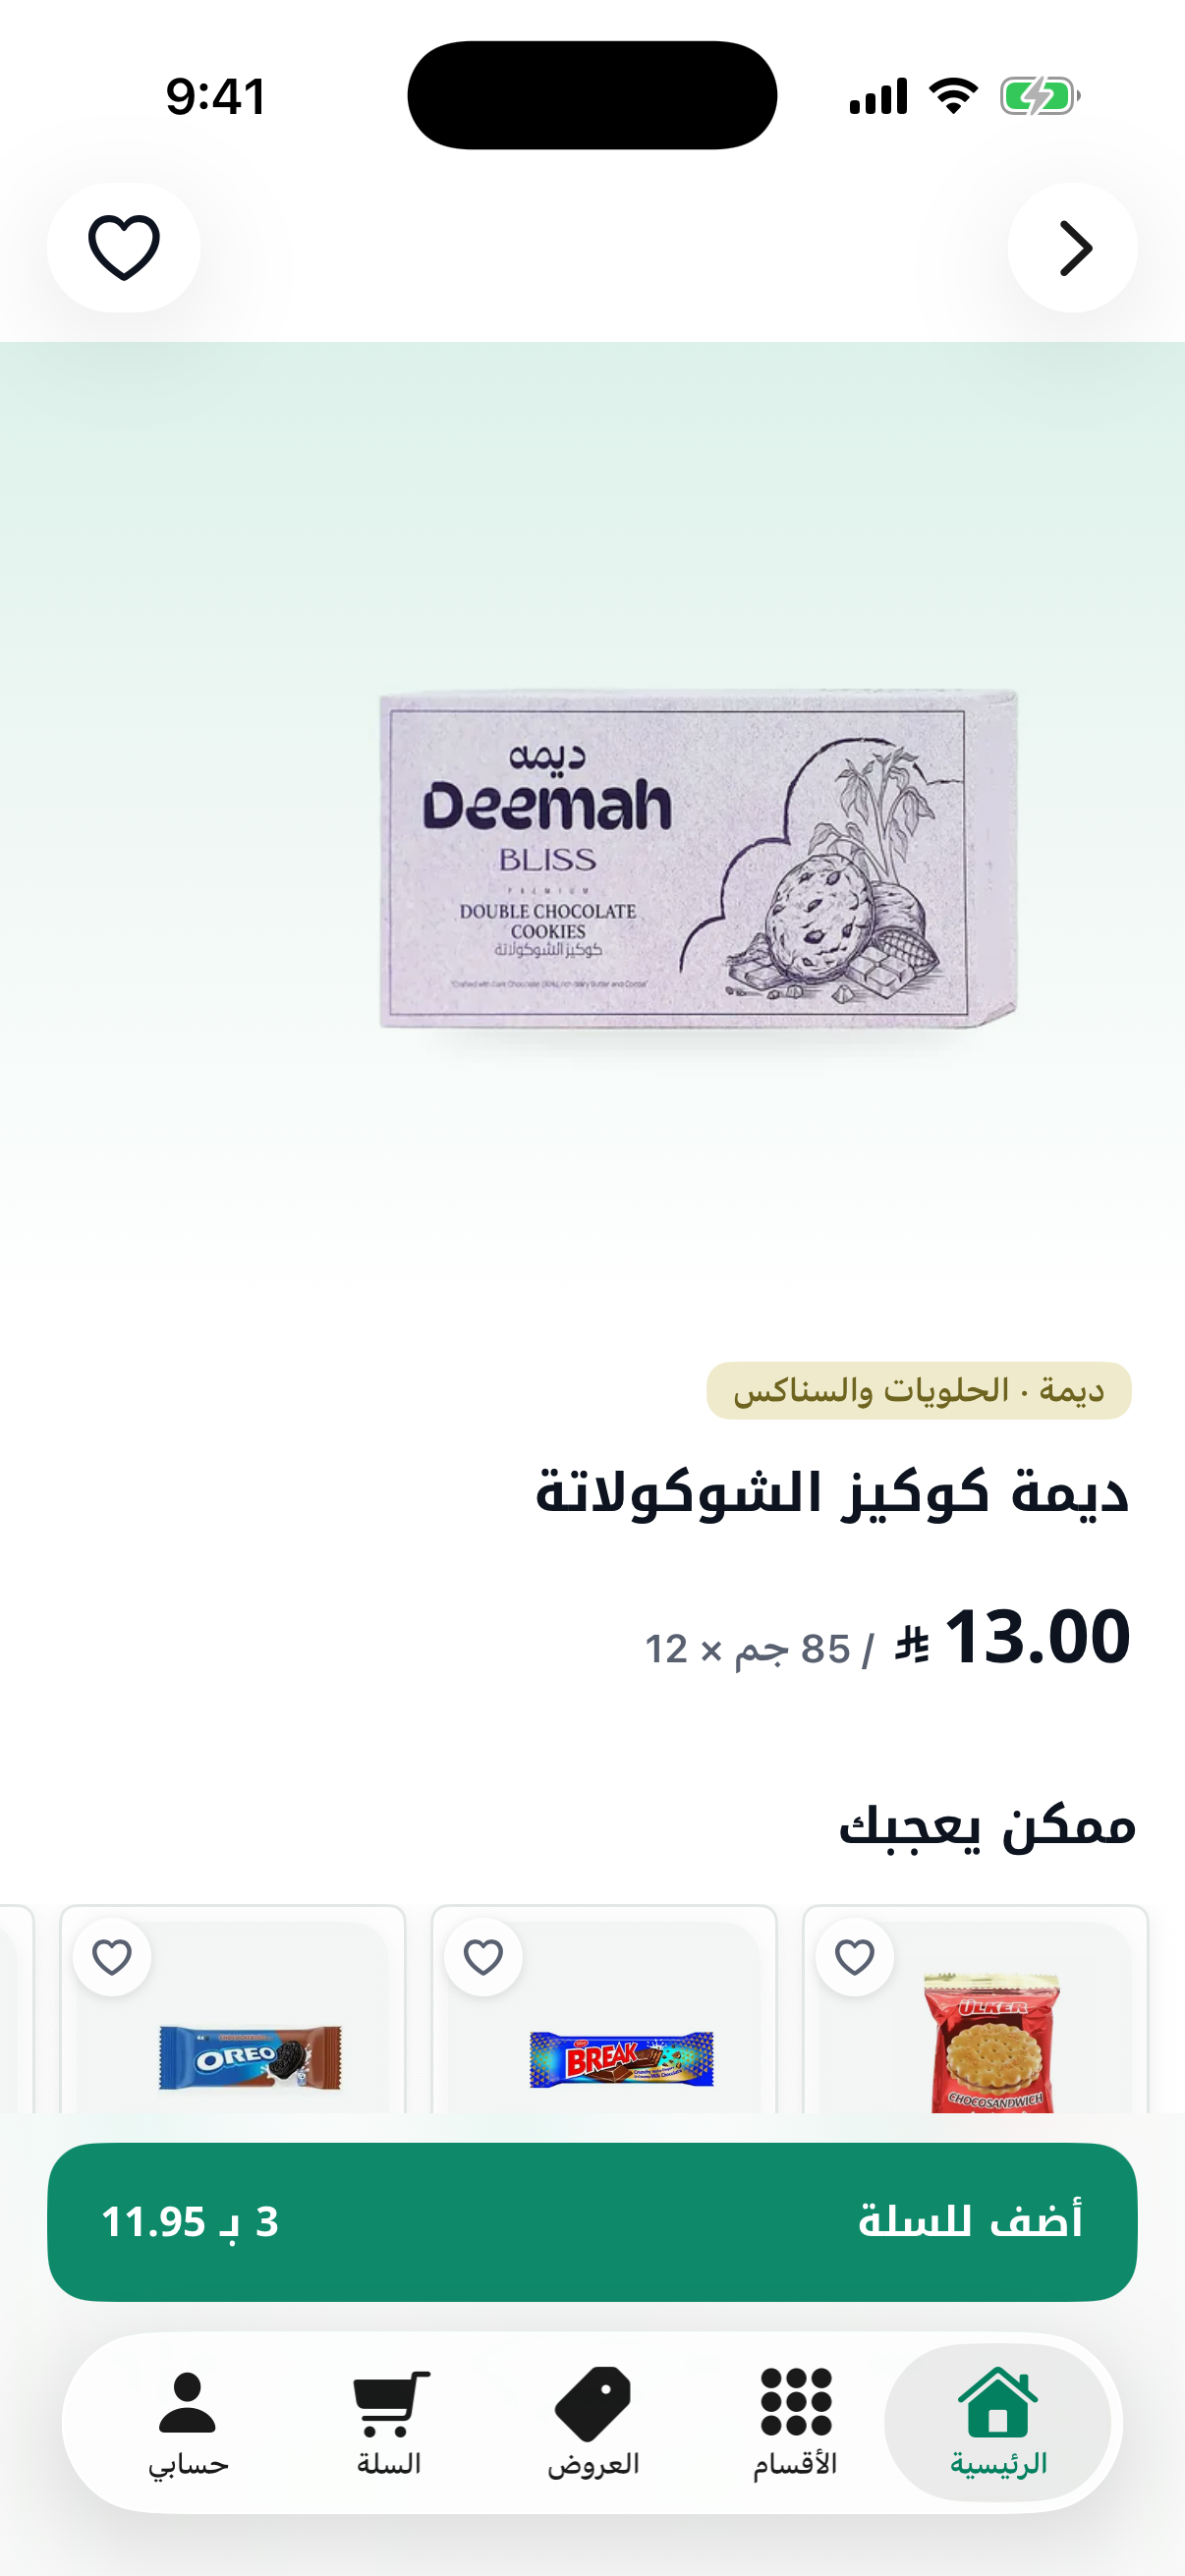 9:41
ديمه
Deemah
BLISS
PREMIUM
DOUBLE CHOCOLATE
COOKIES
كوكيز الشوكولاتة
ديمة · الحلويات والسناكس
ديمة كوكيز الشوكولاتة
13.00 / 85 جم × 12
ممكن يعجبك
OREO
BREAK
ÜLKER
CHOCOSANDWICH
أضف للسلة
3 بـ 11.95
الرئيسية
الأقسام
العروض
السلة
حسابي